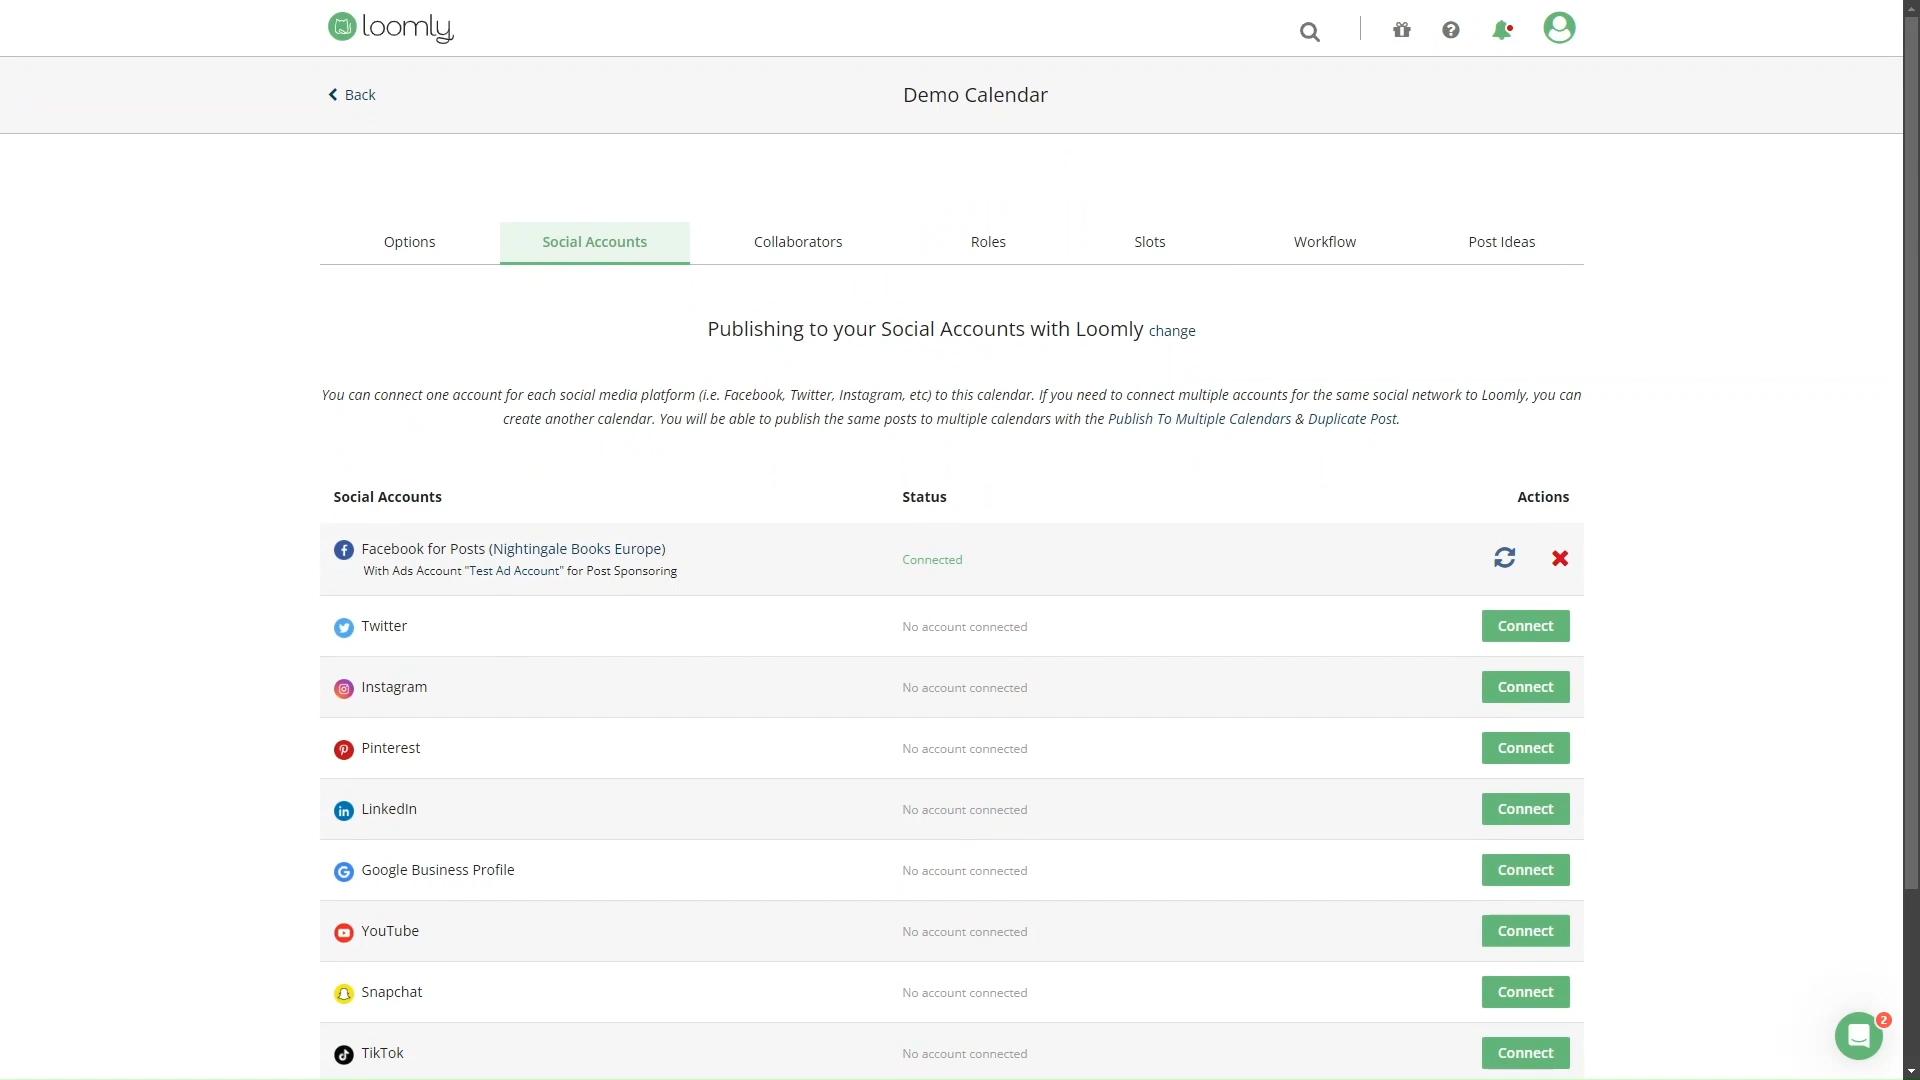 loomly
Back
Demo Calendar
Options
Social Accounts
Collaborators
Roles
Slots
Workflow
Post Ideas
Publishing to your Social Accounts with Loomly change
You can connect one account for each social media platform (i.e. Facebook, Twitter, Instagram, etc) to this calendar. If you need to connect multiple accounts for the same social network to Loomly, you can
create another calendar. You will be able to publish the same posts to multiple calendars with the Publish To Multiple Calendars & Duplicate Post.
Social Accounts Status Actions
Facebook for Posts (Nightingale Books Europe)
With Ads Account "Test Ad Account" for Post Sponsoring
Connected
Twitter No account connected Connect
Instagram No account connected Connect
Pinterest No account connected Connect
LinkedIn No account connected Connect
Google Business Profile No account connected Connect
YouTube No account connected Connect
Snapchat No account connected Connect
2
TikTok No account connected Connect